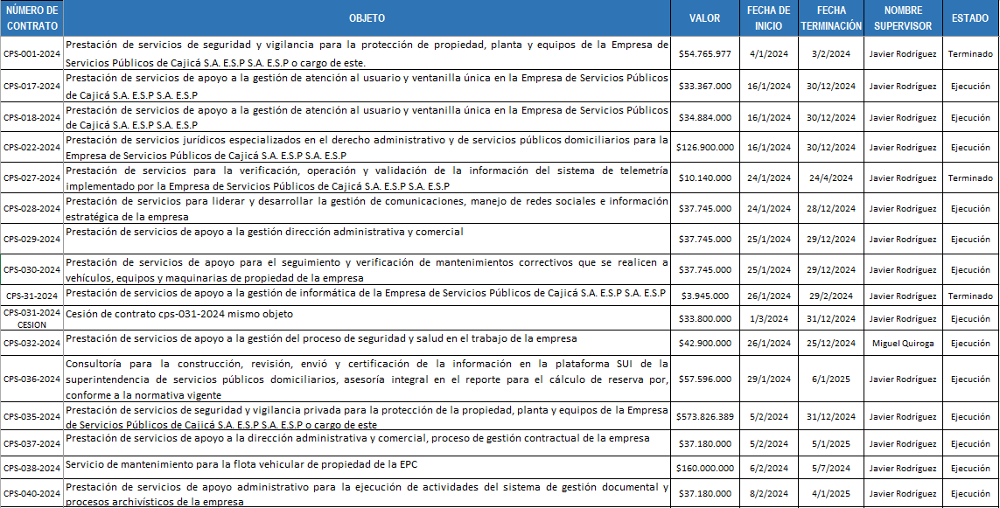 NÚMERO DE CONTRATO | OBJETO | VALOR | FECHA DE INICIO | FECHA TERMINACIÓN | NOMBRE SUPERVISOR | ESTADO
CPS-001-2024 | Prestación de servicios de seguridad y vigilancia para la protección de propiedad, planta y equipos de la Empresa de
Servicios Públicos de Cajicá S.A. E.S.P S.A. E.S.P o cargo de este. | $54.765.977 | 4/1/2024 | 3/2/2024 | Javier Rodríguez | Terminado
CPS-017-2024 | Prestación de servicios de apoyo a la gestión de atención al usuario y ventanilla única en la Empresa de Servicios Públicos
de Cajicá S.A. E.S.P S.A. E.S.P | $33.367.000 | 16/1/2024 | 30/12/2024 | Javier Rodríguez | Ejecución
CPS-018-2024 | Prestación de servicios de apoyo a la gestión de atención al usuario y ventanilla única en la Empresa de Servicios Públicos
de Cajicá S.A. E.S.P S.A. E.S.P | $34.884.000 | 16/1/2024 | 30/12/2024 | Javier Rodríguez | Ejecución
CPS-022-2024 | Prestación de servicios jurídicos especializados en el derecho administrativo y de servicios públicos domiciliarios para la
Empresa de Servicios Públicos de Cajicá S.A. E.S.P S.A. E.S.P | $126.900.000 | 16/1/2024 | 30/12/2024 | Javier Rodríguez | Ejecución
CPS-027-2024 | Prestación de servicios para la verificación, operación y validación de la información del sistema de telemetría
implementado por la Empresa de Servicios Públicos de Cajicá S.A. E.S.P S.A. E.S.P | $10.140.000 | 24/1/2024 | 24/4/2024 | Javier Rodríguez | Terminado
CPS-028-2024 | Prestación de servicios para liderar y desarrollar la gestión de comunicaciones, manejo de redes sociales e información
estratégica de la empresa | $37.745.000 | 24/1/2024 | 28/12/2024 | Javier Rodríguez | Ejecución
CPS-029-2024 | Prestación de servicios de apoyo a la gestión dirección administrativa y comercial | $37.745.000 | 25/1/2024 | 29/12/2024 | Javier Rodríguez | Ejecución
CPS-030-2024 | Prestación de servicios de apoyo para el seguimiento y verificación de mantenimientos correctivos que se realicen a
vehículos, equipos y maquinarias de propiedad de la empresa | $37.745.000 | 25/1/2024 | 29/12/2024 | Javier Rodríguez | Ejecución
CPS-31-2024 | Prestación de servicios de apoyo a la gestión de informática de la Empresa de Servicios Públicos de Cajicá S.A. E.S.P S.A. E.S.P | $3.945.000 | 26/1/2024 | 29/2/2024 | Javier Rodríguez | Terminado
CPS-031-2024 CESION | Cesión de contrato cps-031-2024 mismo objeto | $33.800.000 | 1/3/2024 | 31/12/2024 | Javier Rodríguez | Ejecución
CPS-032-2024 | Prestación de servicios de apoyo a la gestión del proceso de seguridad y salud en el trabajo de la empresa | $42.900.000 | 26/1/2024 | 25/12/2024 | Miguel Quiroga | Ejecución
CPS-036-2024 | Consultoría para la construcción, revisión, envió y certificación de la información en la plataforma SUI de la
superintendencia de servicios públicos domiciliarios, asesoría integral en el reporte para el cálculo de reserva por,
conforme a la normativa vigente | $57.596.000 | 29/1/2024 | 6/1/2025 | Javier Rodríguez | Ejecución
CPS-035-2024 | Prestación de servicios de seguridad y vigilancia privada para la protección de la propiedad, planta y equipos de la Empresa
de Servicios Públicos de Cajicá S.A. E.S.P S.A. E.S.P o cargo de este | $573.826.389 | 5/2/2024 | 31/12/2024 | Javier Rodríguez | Ejecución
CPS-037-2024 | Prestación de servicios de apoyo a la dirección administrativa y comercial, proceso de gestión contractual de la empresa | $37.180.000 | 5/2/2024 | 5/1/2025 | Javier Rodríguez | Ejecución
CPS-038-2024 | Servicio de mantenimiento para la flota vehicular de propiedad de la EPC | $160.000.000 | 6/2/2024 | 5/7/2024 | Javier Rodríguez | Ejecución
CPS-040-2024 | Prestación de servicios de apoyo administrativo para la ejecución de actividades del sistema de gestión documental y
procesos archivísticos de la empresa | $37.180.000 | 8/2/2024 | 4/1/2025 | Javier Rodríguez | Ejecución